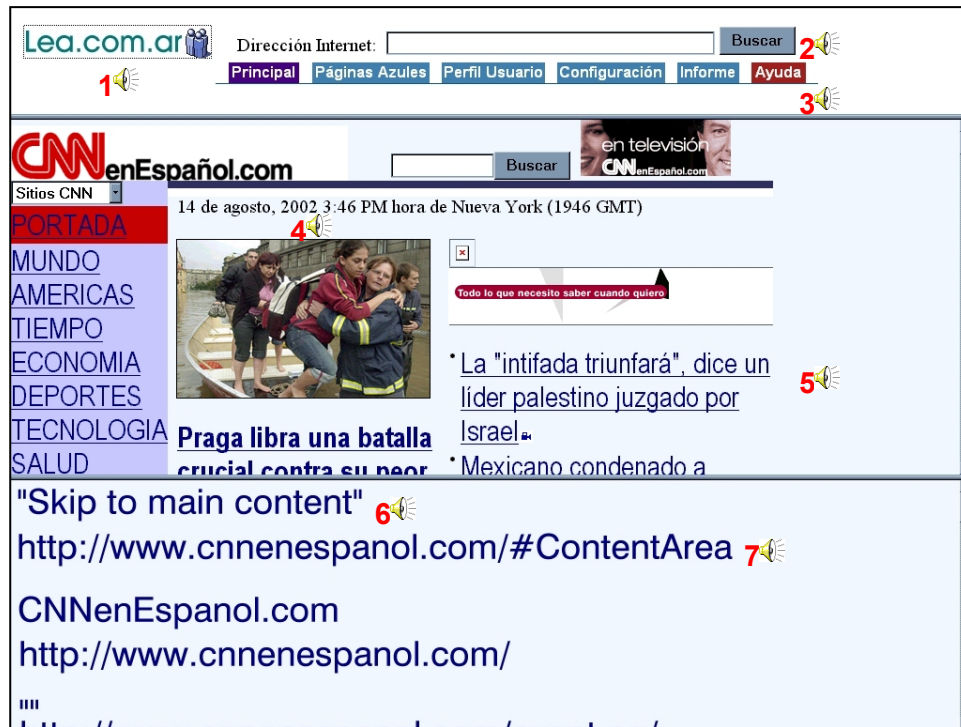 Lea.com.ar
Dirección Internet:
Buscar
2
1
Principal
Páginas Azules
Perfil Usuario
Configuración
Informe
Ayuda
3
CNNenEspañol.com
Buscar
en televisión
CNNenEspañol.com
Sitios CNN
14 de agosto, 2002 3:46 PM hora de Nueva York (1946 GMT)
4
PORTADA
MUNDO
AMERICAS
TIEMPO
ECONOMIA
DEPORTES
TECNOLOGIA
SALUD
Todo lo que necesito saber cuando quiero
Praga libra una batalla
crucial contra su peor
La "intifada triunfará", dice un
líder palestino juzgado por
Israel
Mexicano condenado a
5
"Skip to main content"
6
http://www.cnnenespanol.com/#ContentArea
7
CNNenEspanol.com
http://www.cnnenespanol.com/
""